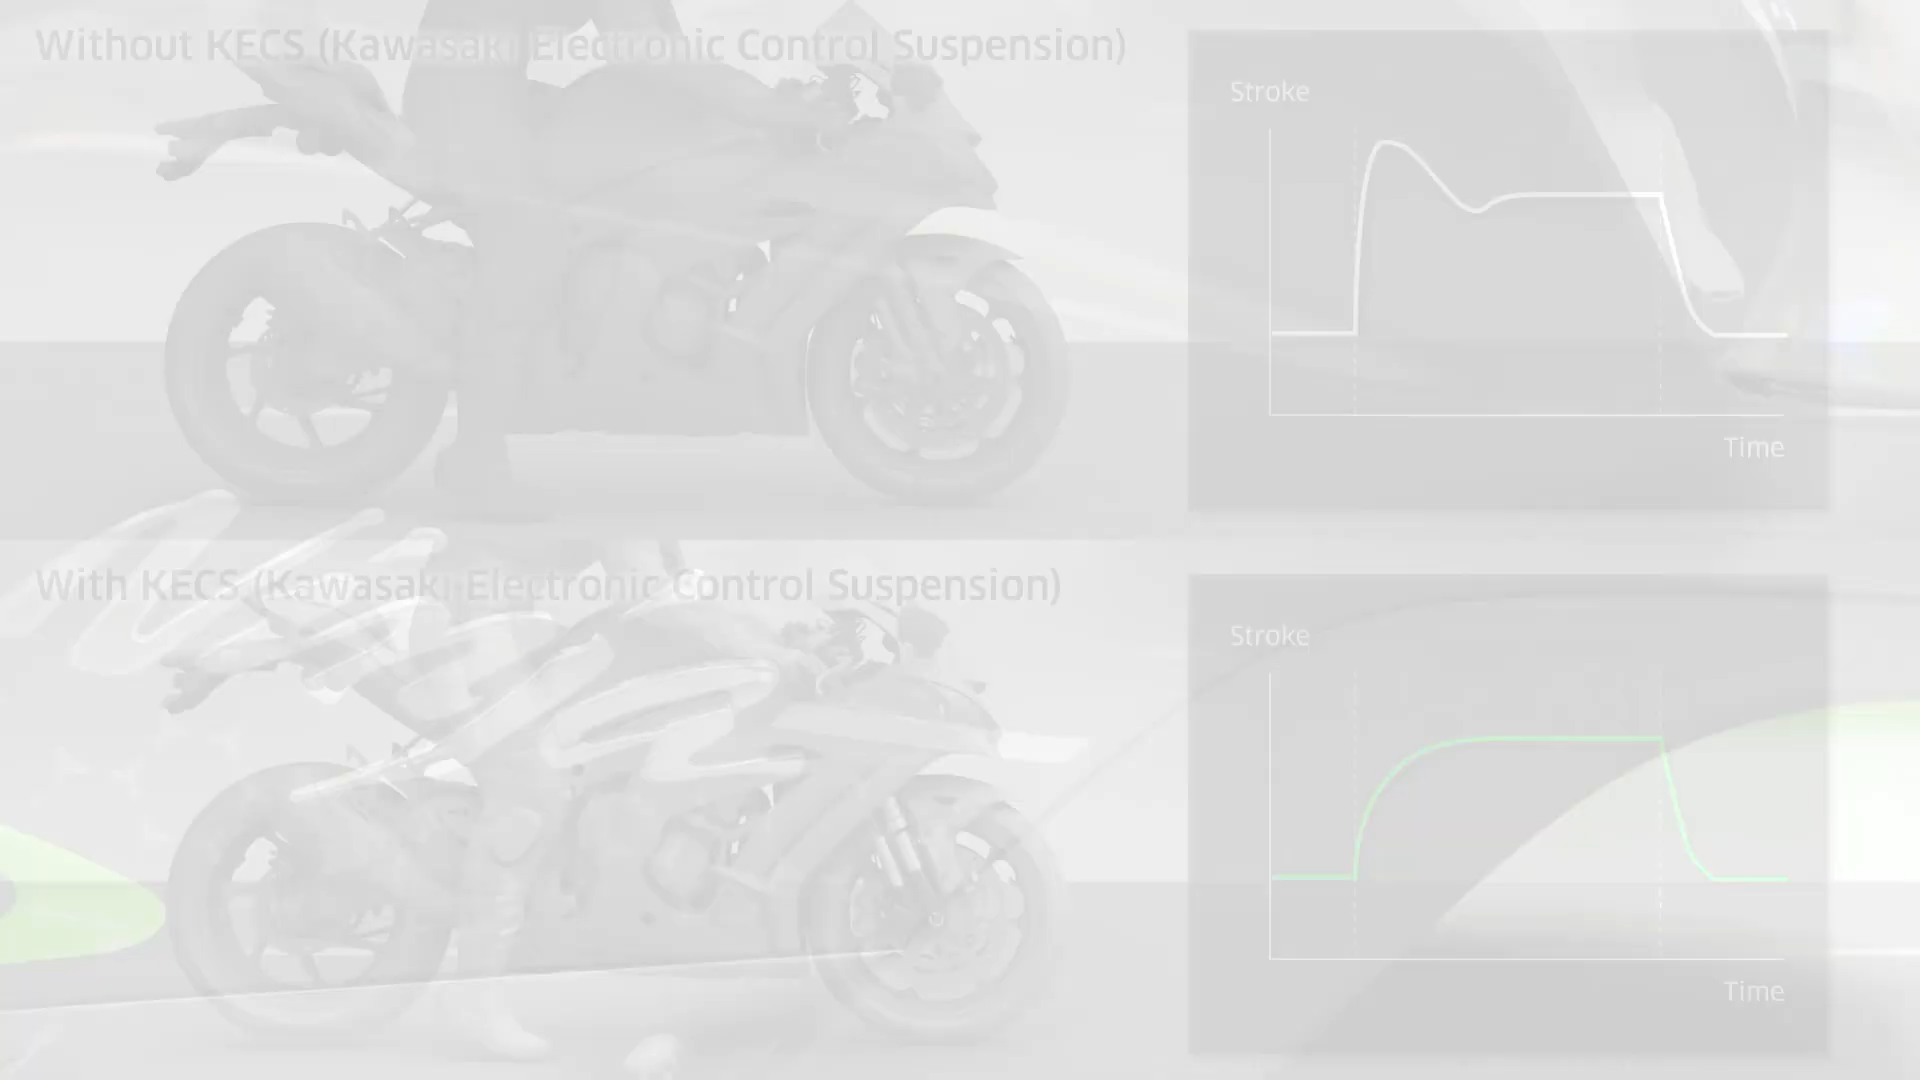 Without KECS (Kawasaki Electronic Control Suspension)
Stroke
Time
With KECS (Kawasaki Electronic Control Suspension)
Stroke
Time